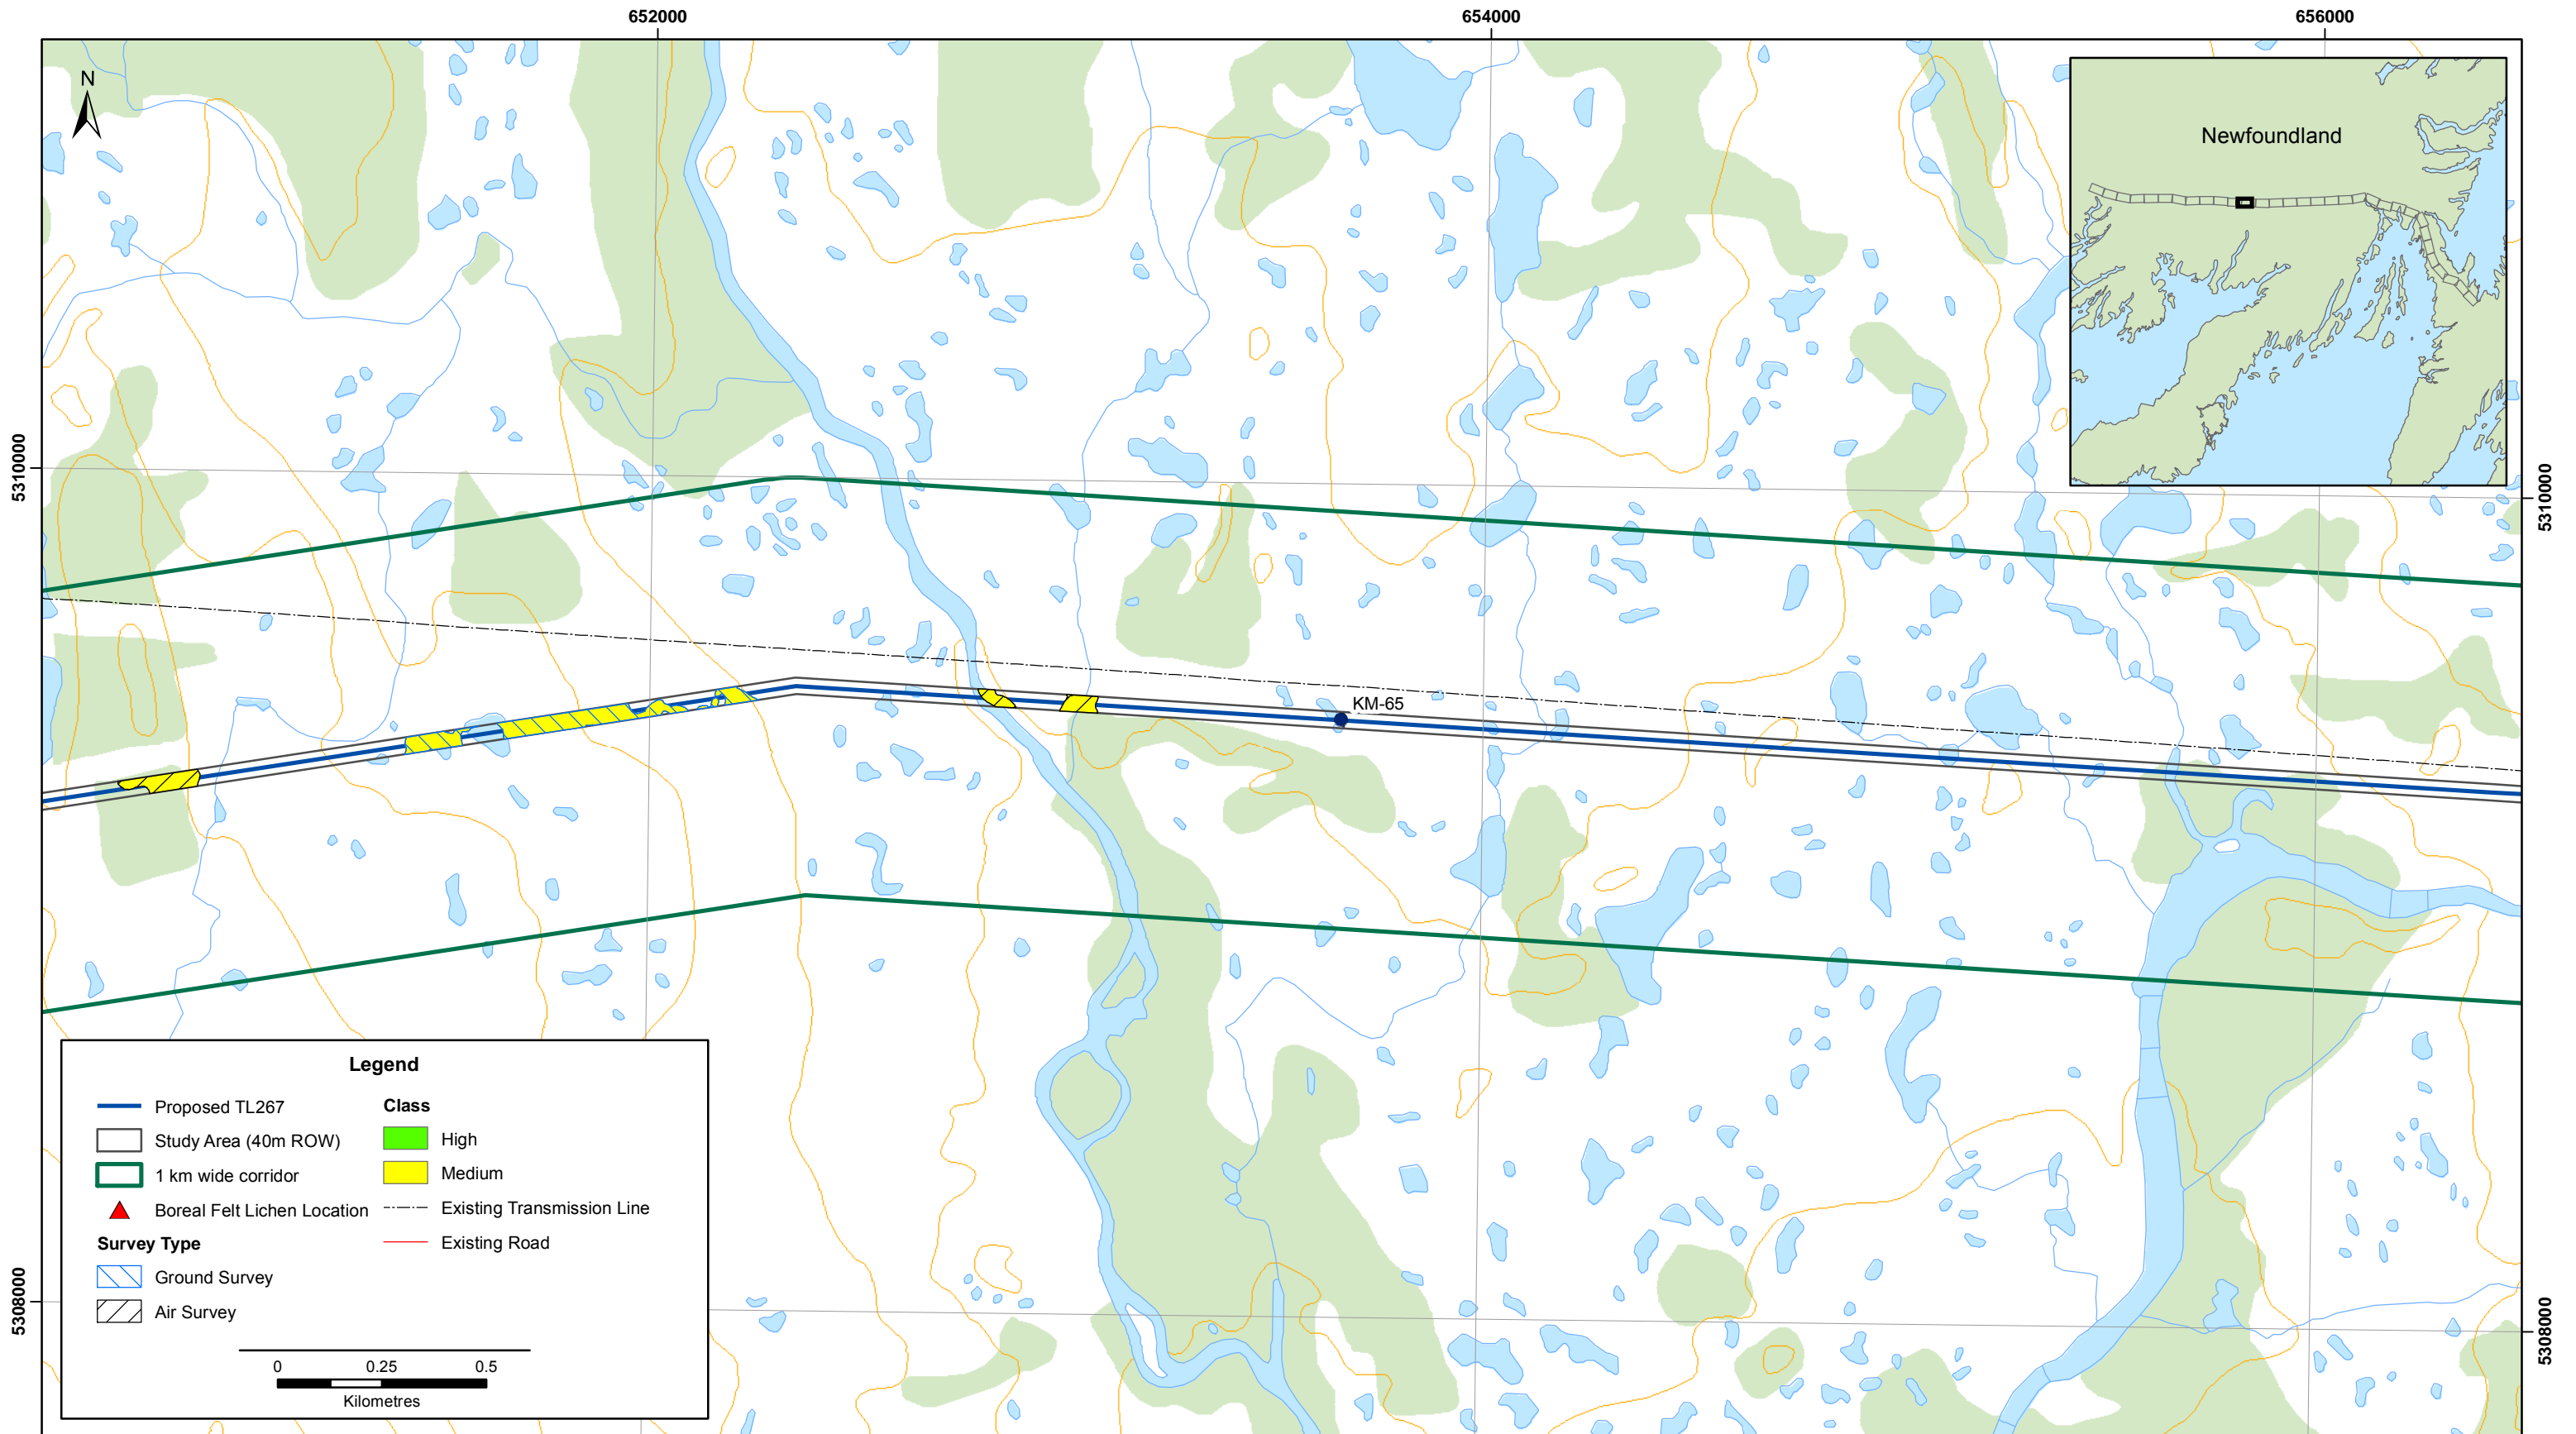 652000
654000
656000
N
Newfoundland
5310000
5310000
KM-65
Legend
Proposed TL267
Study Area (40m ROW)
1 km wide corridor
Boreal Felt Lichen Location
Survey Type
Ground Survey
Air Survey
Class
High
Medium
Existing Transmission Line
Existing Road
0 0.25 0.5
Kilometres
5308000
5308000